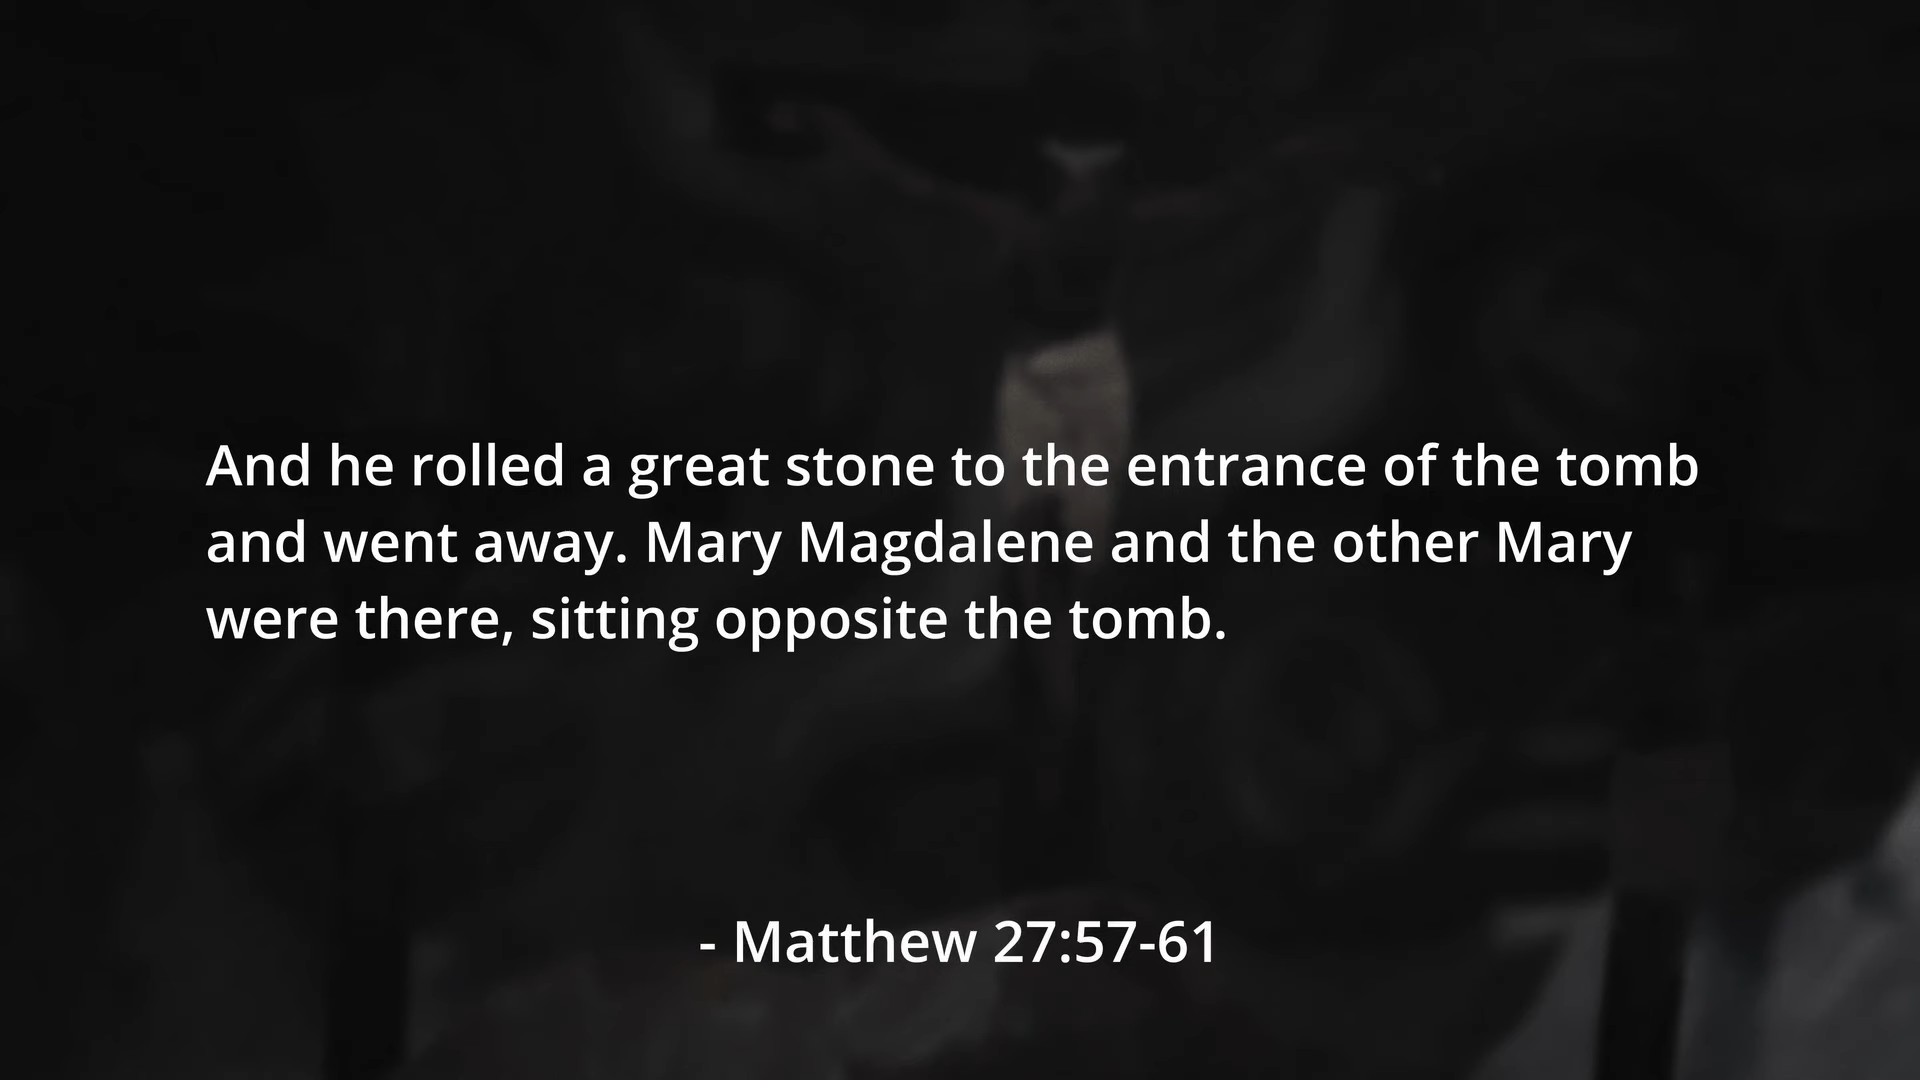 And he rolled a great stone to the entrance of the tomb
and went away. Mary Magdalene and the other Mary
were there, sitting opposite the tomb.
- Matthew 27:57-61